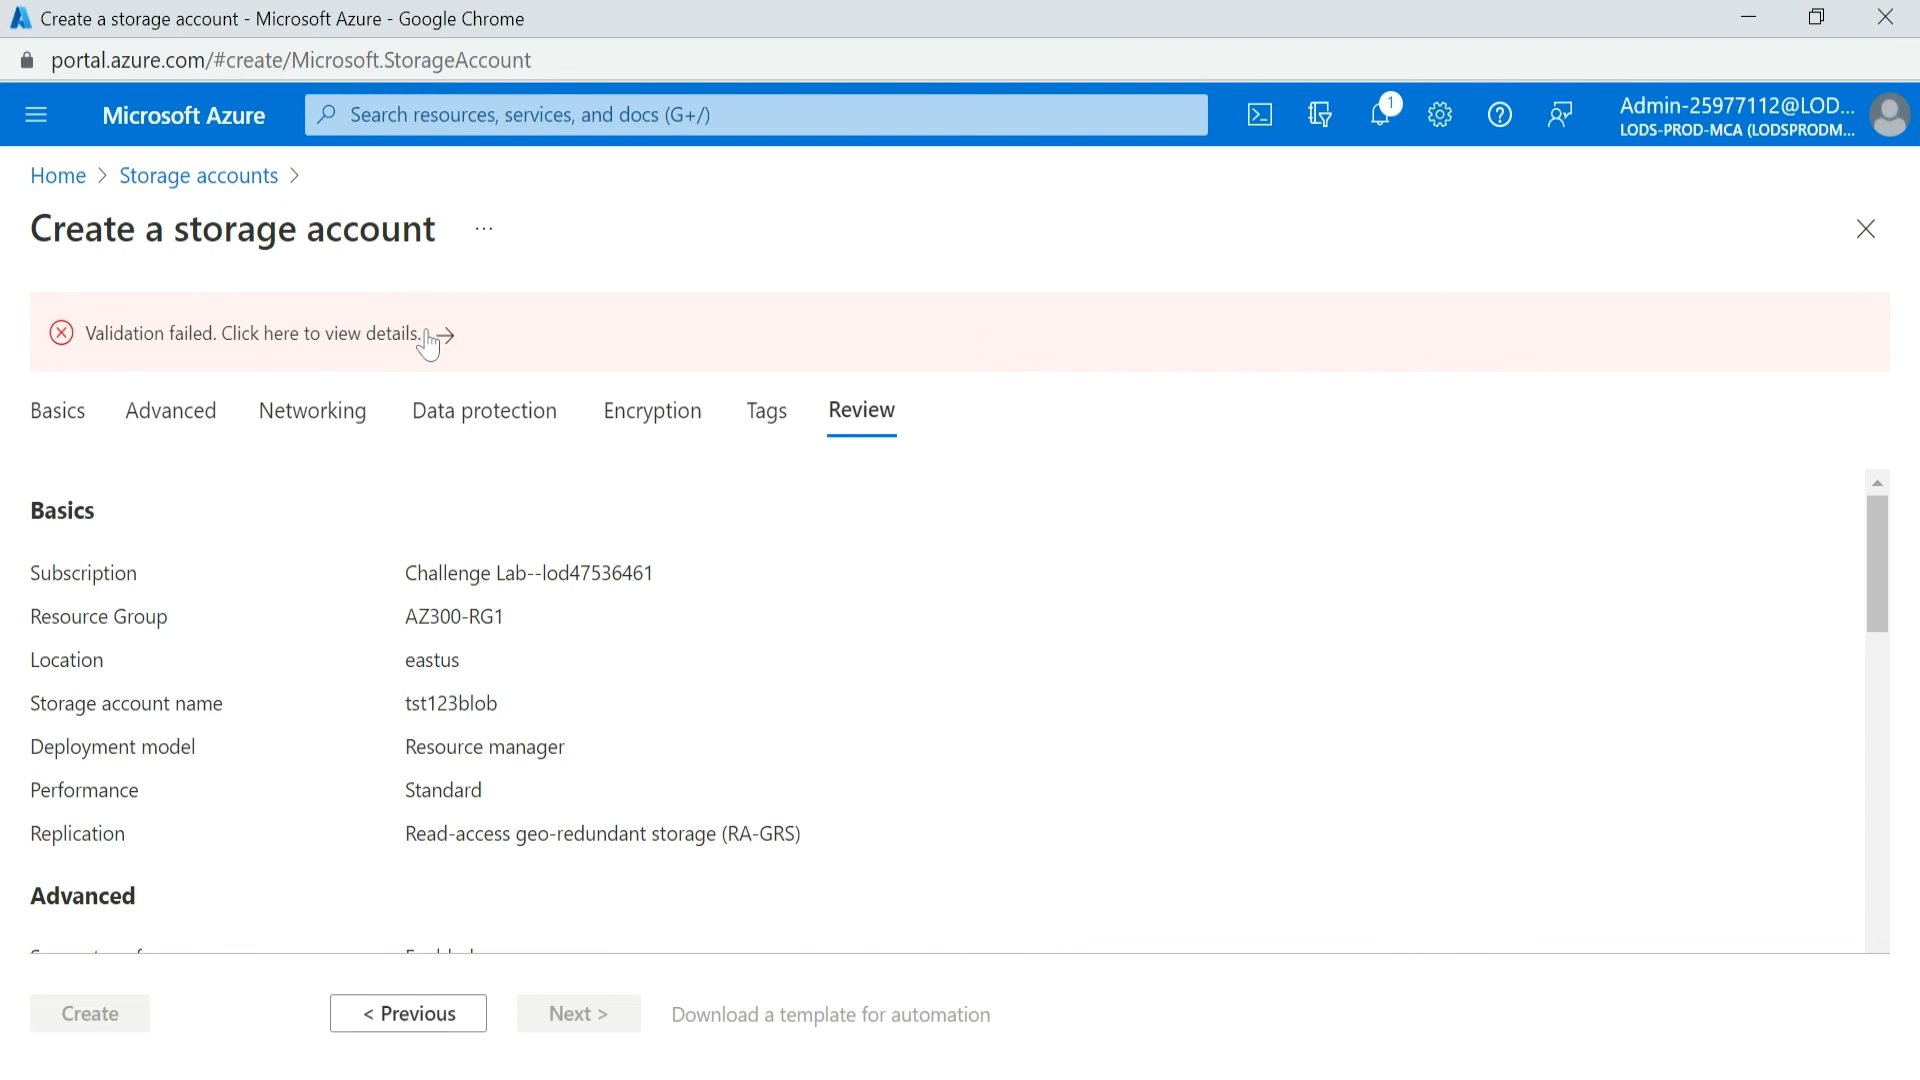 Create a storage account - Microsoft Azure - Google Chrome
portal.azure.com/#create/Microsoft.StorageAccount
Microsoft Azure
Search resources, services, and docs (G+/)
1
Admin-25977112@LOD...
LODS-PROD-MCA (LODSPRODM...
Home > Storage accounts >
Create a storage account ...
Validation failed. Click here to view details.
Basics Advanced Networking Data protection Encryption Tags Review
Basics
Subscription Challenge Lab--lod47536461
Resource Group AZ300-RG1
Location eastus
Storage account name tst123blob
Deployment model Resource manager
Performance Standard
Replication Read-access geo-redundant storage (RA-GRS)
Advanced
Create < Previous Next > Download a template for automation